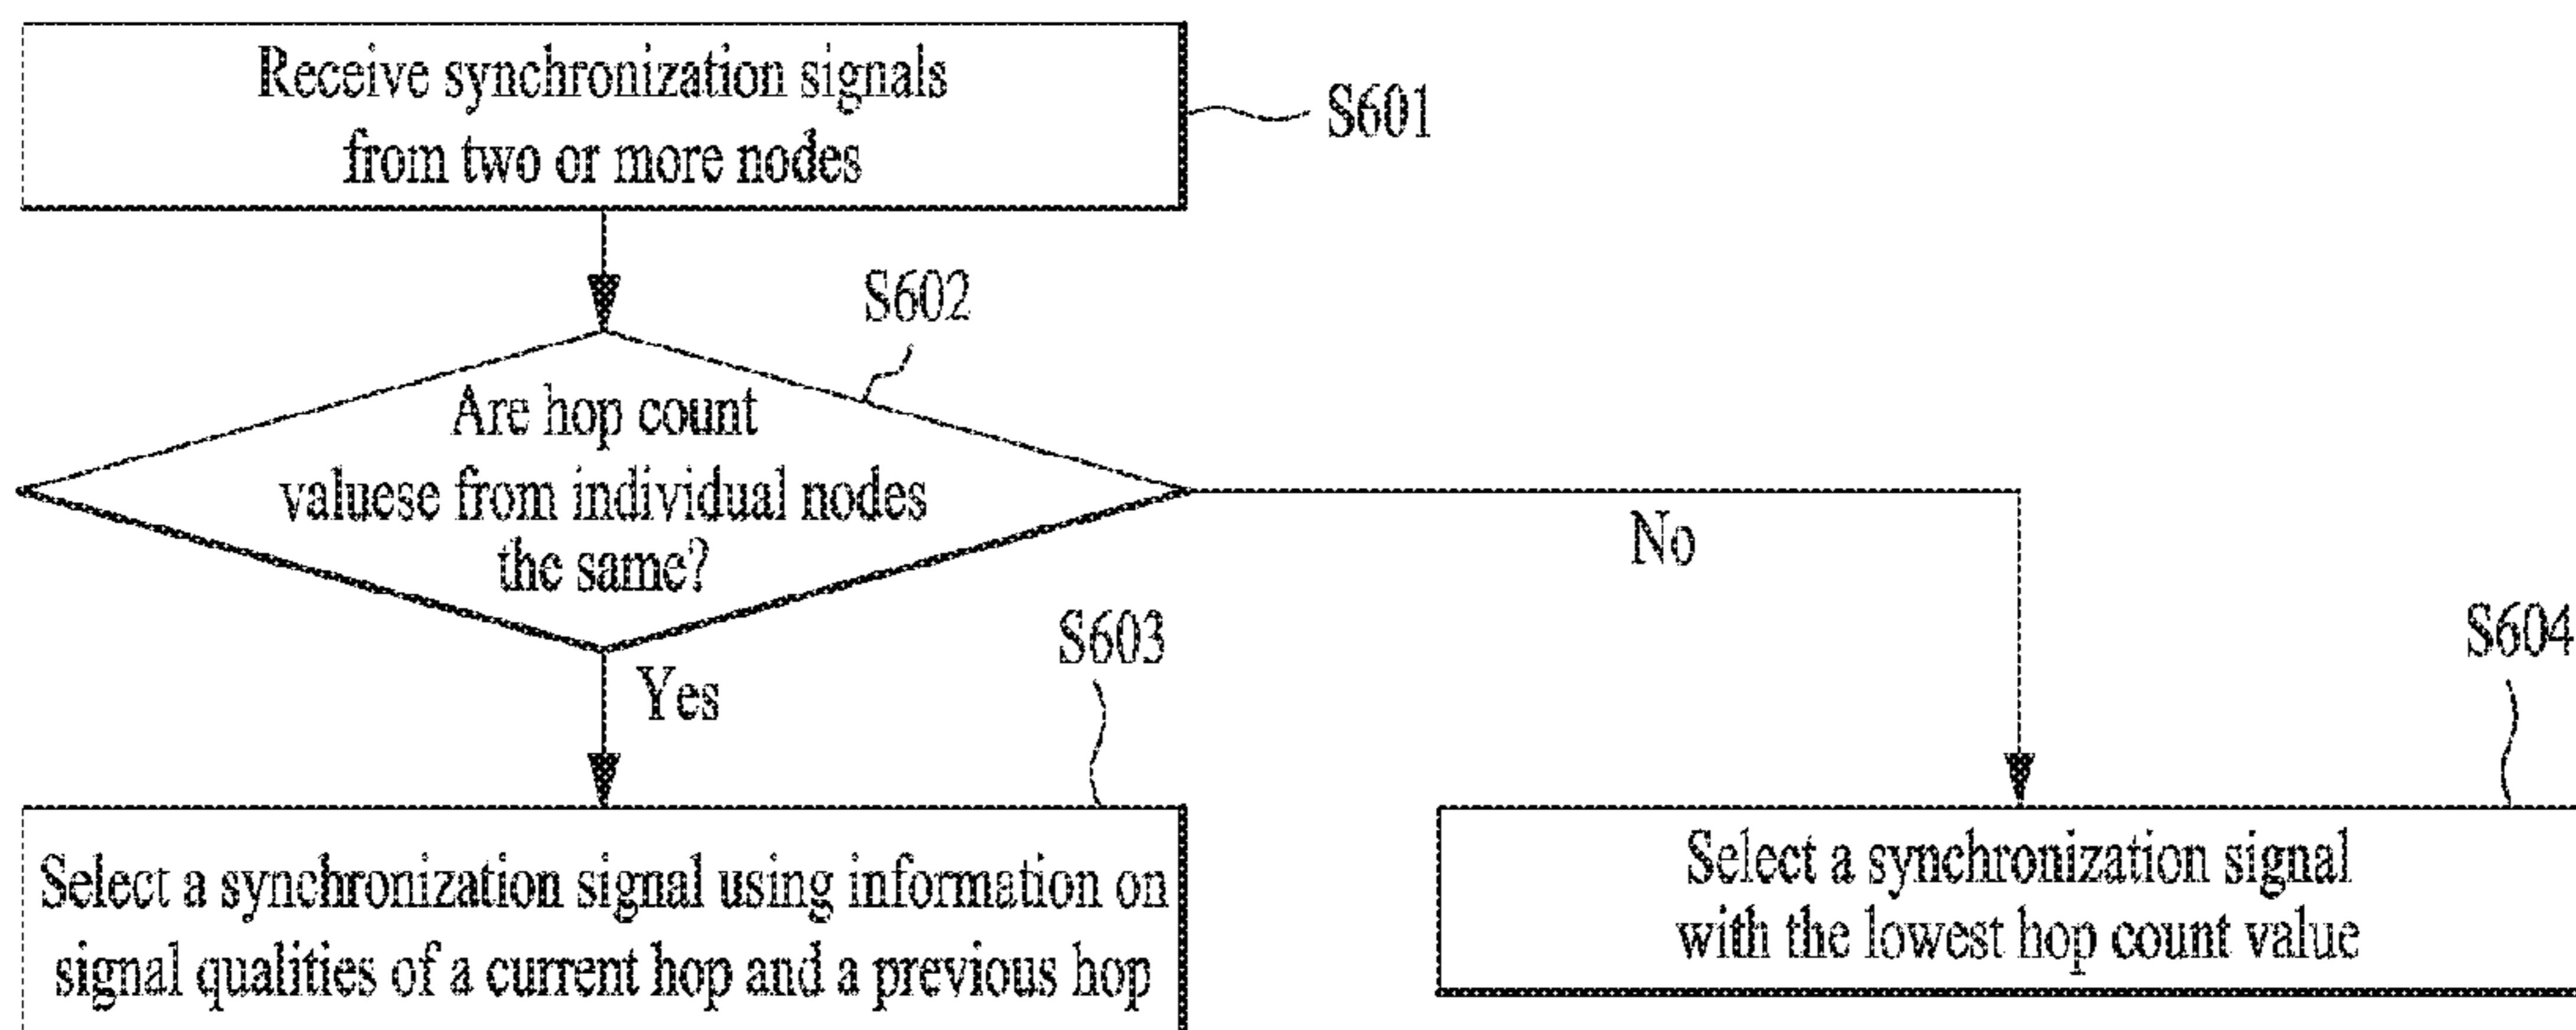 Receive synchronization signals
from two or more nodes
S601
S602
Are hop count
valuese from individual nodes
the same?
No
Yes
S603
S604
Select a synchronization signal using information on
signal qualities of a current hop and a previous hop
Select a synchronization signal
with the lowest hop count value